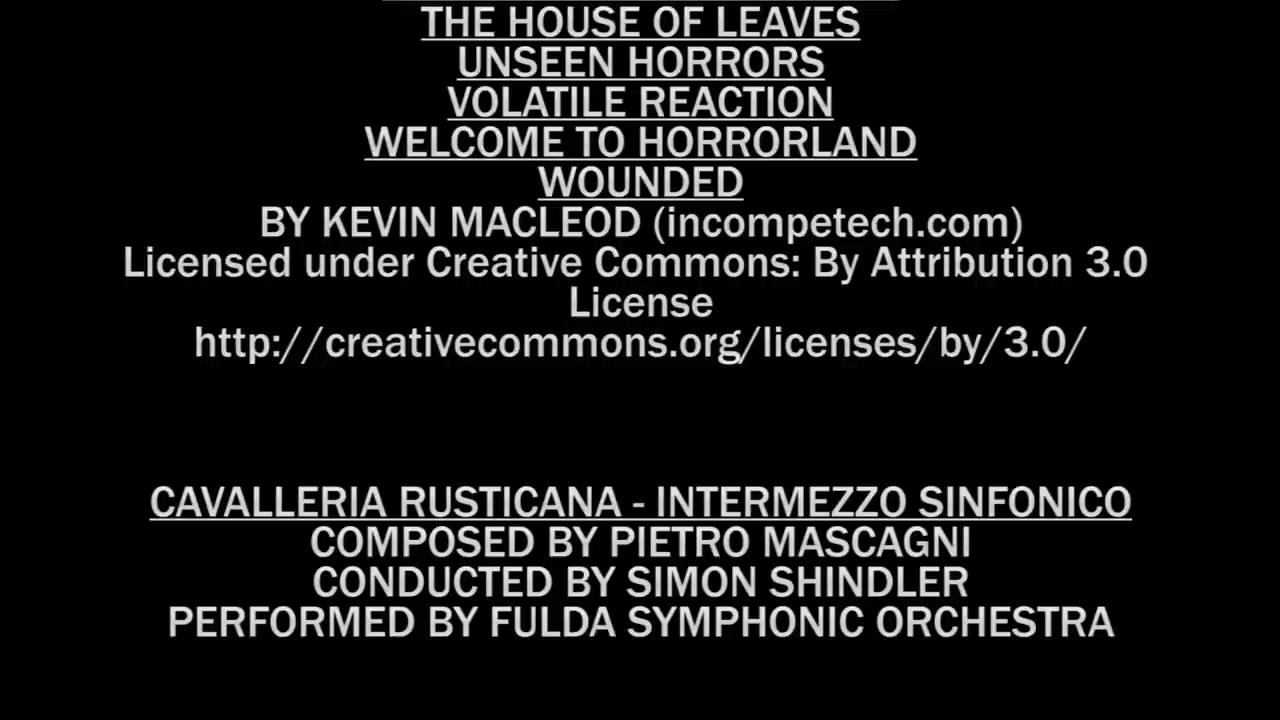 THE HOUSE OF LEAVES
UNSEEN HORRORS
VOLATILE REACTION
WELCOME TO HORRORLAND
WOUNDED
BY KEVIN MACLEOD (incompetech.com)
Licensed under Creative Commons: By Attribution 3.0
License
http://creativecommons.org/licenses/by/3.0/
CAVALLERIA RUSTICANA - INTERMEZZO SINFONICO
COMPOSED BY PIETRO MASCAGNI
CONDUCTED BY SIMON SHINDLER
PERFORMED BY FULDA SYMPHONIC ORCHESTRA